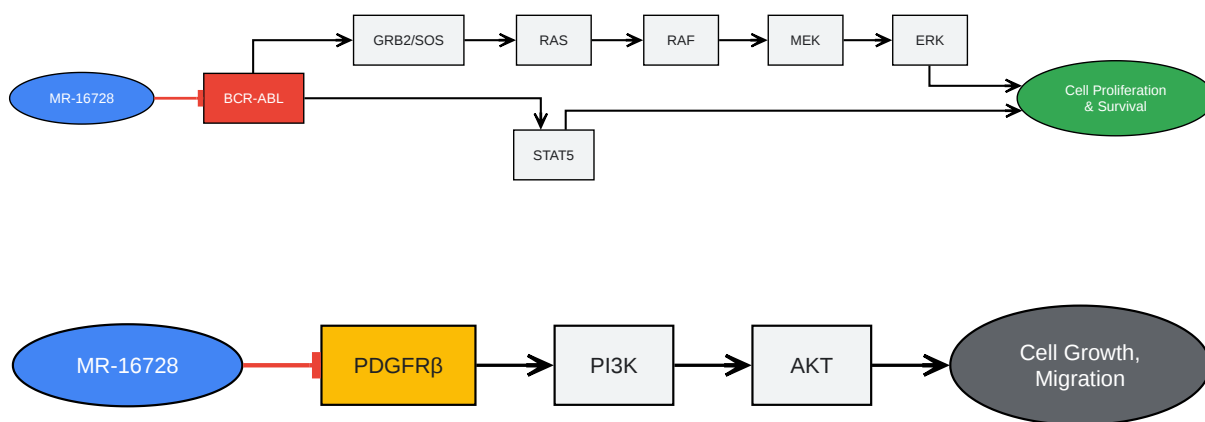 GRB2/SOS
RAS
RAF
MEK
ERK
MR-16728
BCR-ABL
Cell Proliferation
& Survival
STAT5
MR-16728
PDGFRβ
PI3K
AKT
Cell Growth,
Migration